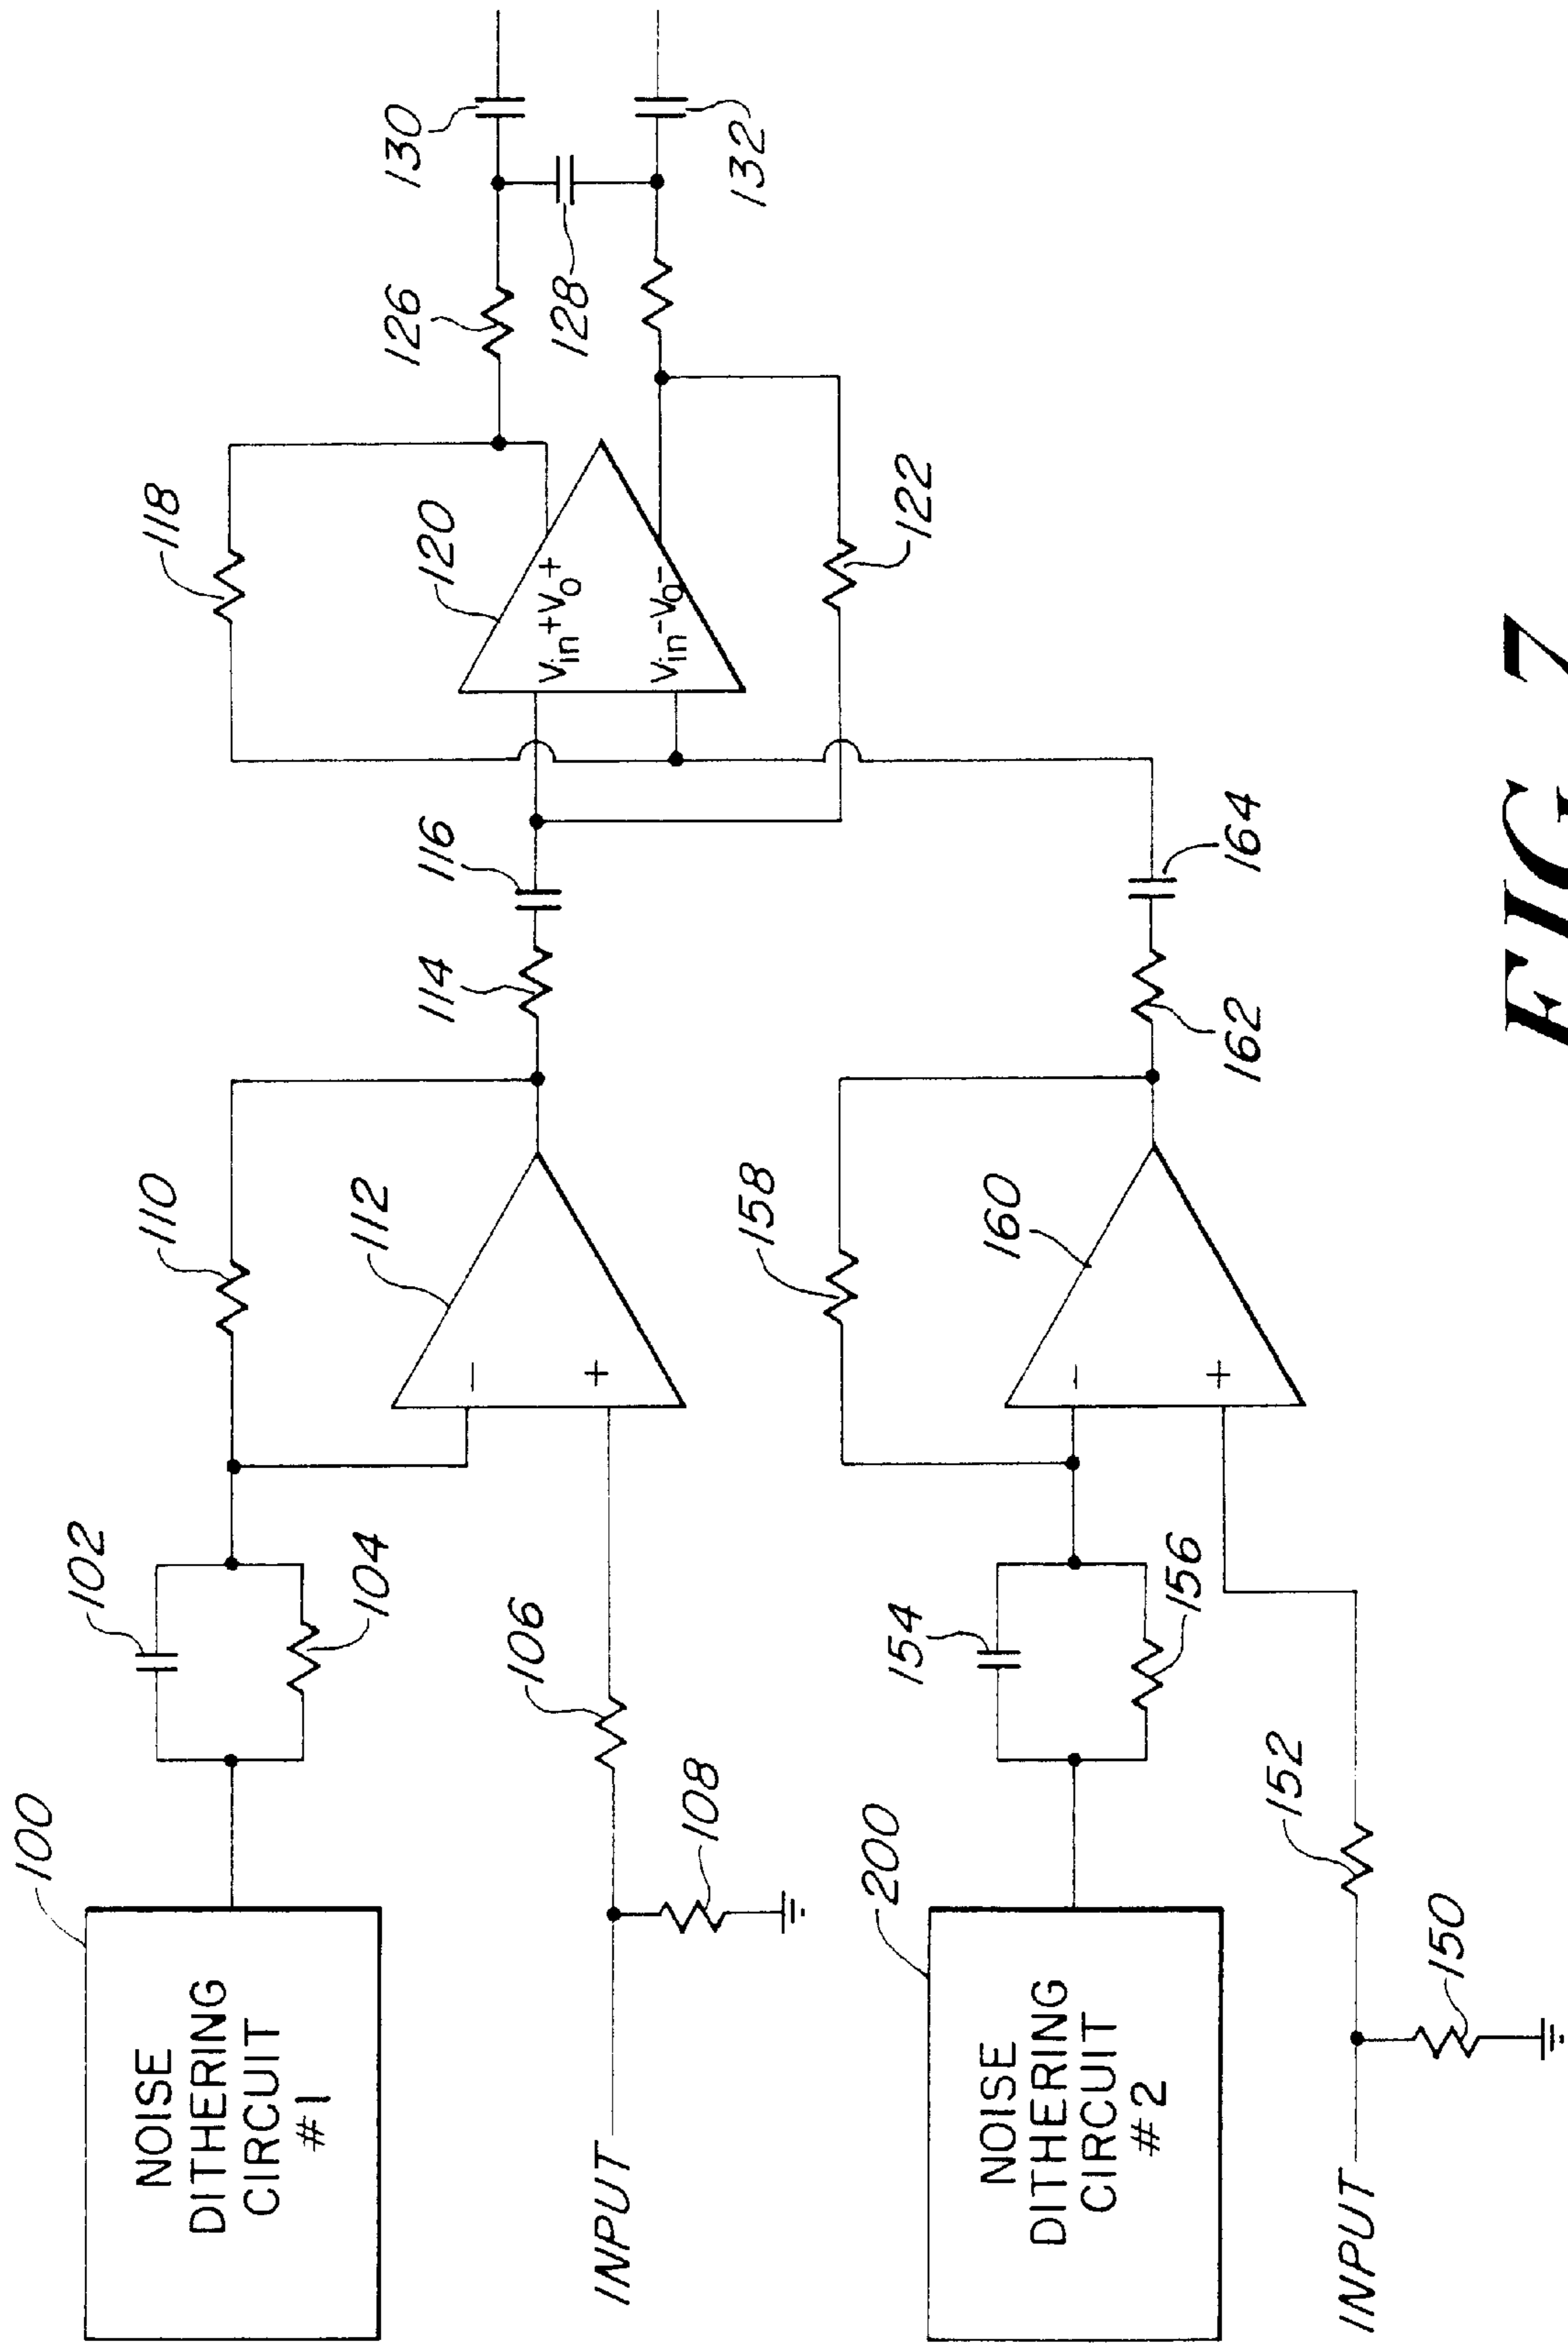 100
NOISE
DITHERING
CIRCUIT
#1
102
104
110
112
106
108
INPUT
114
116
118
120
Vin+Vo+
Vin-Vo-
122
126
128
130
132
200
NOISE
DITHERING
CIRCUIT
#2
154
156
158
160
152
150
INPUT
162
164
FIG 7